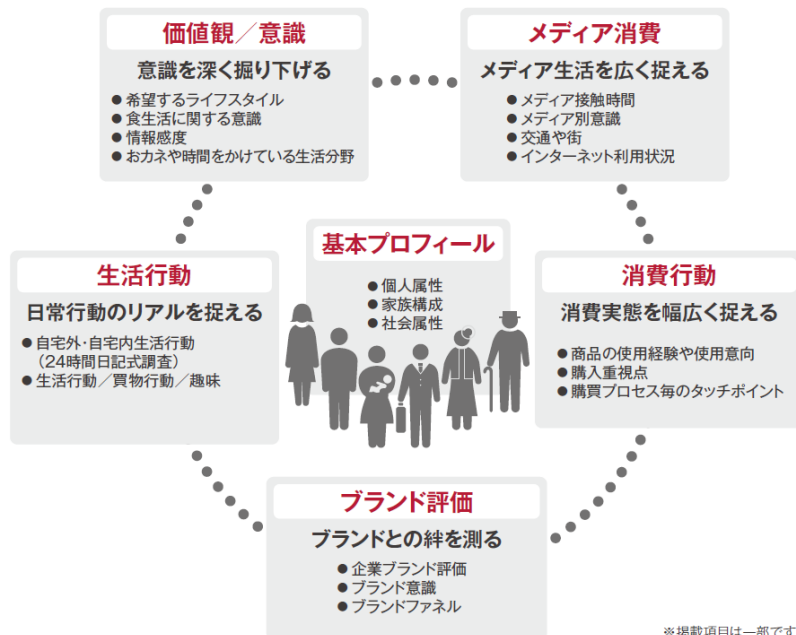 価値観／意識
意識を深く掘り下げる
● 希望するライフスタイル
● 食生活に関する意識
● 情報感度
● おカネや時間をかけている生活分野
メディア消費
メディア生活を広く捉える
● メディア接触時間
● メディア別意識
● 交通や街
● インターネット利用状況
生活行動
日常行動のリアルを捉える
● 自宅外・自宅内生活行動
（24時間日記式調査）
● 生活行動／買物行動／趣味
基本プロフィール
● 個人属性
● 家族構成
● 社会属性
消費行動
消費実態を幅広く捉える
● 商品の使用経験や使用意向
● 購入重視点
● 購買プロセス毎のタッチポイント
ブランド評価
ブランドとの絆を測る
● 企業ブランド評価
● ブランド意識
● ブランドファネル
※掲載項目は一部です